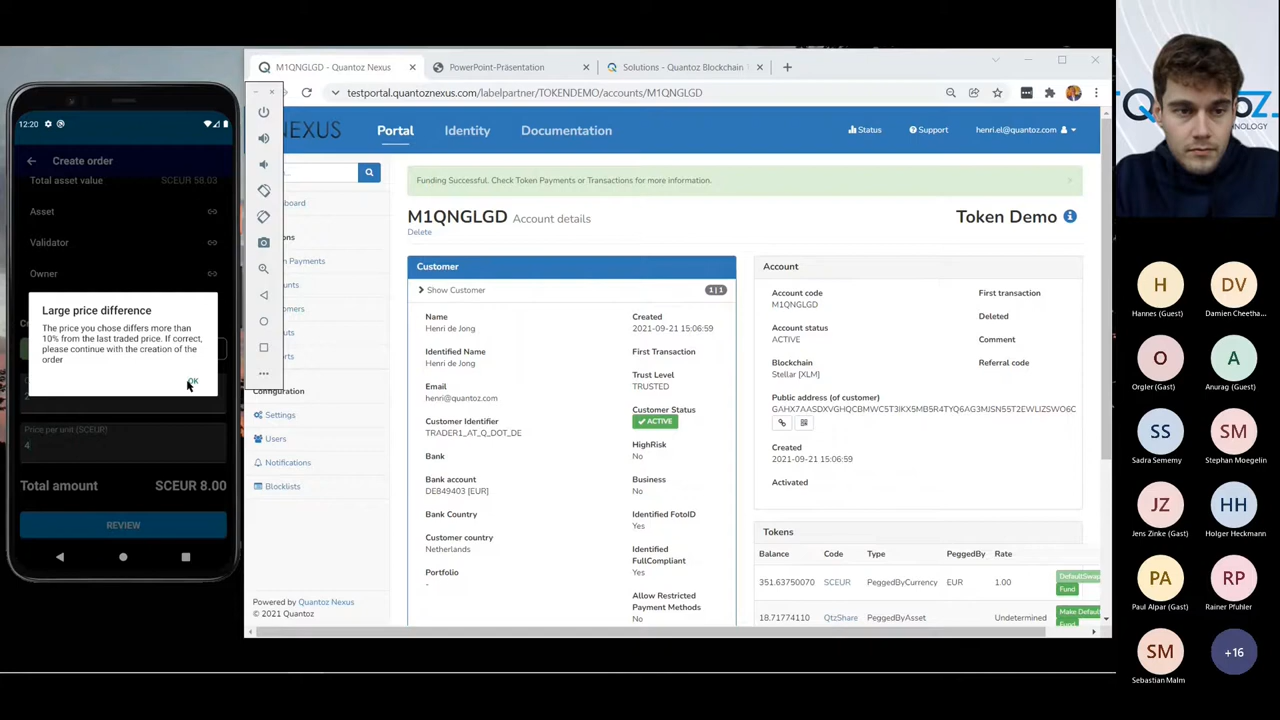 12:20
Create order
Total asset value SCEUR 58.03
Asset
Validator
Owner
Large price difference
The price you chose differs more than
10% from the last traded price. If correct,
please continue with the creation of the
order
OK
Price per unit (SCEUR)
4
Total amount SCEUR 8.00
REVIEW
M1QNGLGD - Quantoz Nexus
PowerPoint-Präsentation
Solutions - Quantoz Blockchain
testportal.quantoznexus.com/labelpartner/TOKENDEMO/accounts/M1QNGLGD
NEXUS
Portal Identity Documentation
Status Support henri.el@quantoz.com
Payments
Configuration
Settings
Users
Notifications
Blocklists
Powered by Quantoz Nexus
© 2021 Quantoz
Funding Successful. Check Token Payments or Transactions for more information.
M1QNGLGD Account details
Delete
Token Demo
Customer
Show Customer 1|1
Name
Henri de Jong
Identified Name
Henri de Jong
Email
henri@quantoz.com
Customer Identifier
TRADER1_AT_Q_DOT_DE
Bank
Bank account
DE849403 [EUR]
Bank Country
Customer country
Netherlands
Portfolio
-
Created
2021-09-21 15:06:59
First Transaction
Trust Level
TRUSTED
Customer Status
ACTIVE
HighRisk
No
Business
No
Identified FotoID
Yes
Identified
FullCompliant
Yes
Allow Restricted
Payment Methods
No
Account
Account code
M1QNGLGD
Account status
ACTIVE
Blockchain
Stellar [XLM]
Public address (of customer)
GAHX7AASDXVGHQCBMWC5T3IKX5MB5R4TYQ6AG3MJSN55T2EWLIZSWO6C
Created
2021-09-21 15:06:59
Activated
First transaction
Deleted
Comment
Referral code
Tokens
Balance Code Type PeggedBy Rate
351.63750070 SCEUR PeggedByCurrency EUR 1.00
DefaultSwap
Fund
18.71774110 QtzShare PeggedByAsset Undetermined
Make Default
Fund
H
Hannes (Guest)
DV
Damien Cheetha...
O
Orgler (Gast)
A
Anurag (Guest)
SS
Sadra Sememy
SM
Stephan Moegelin
JZ
Jens Zinke (Gast)
HH
Holger Heckmann
PA
Paul Alpar (Gast)
RP
Rainer Pfuhler
SM
Sebastian Malm
+16